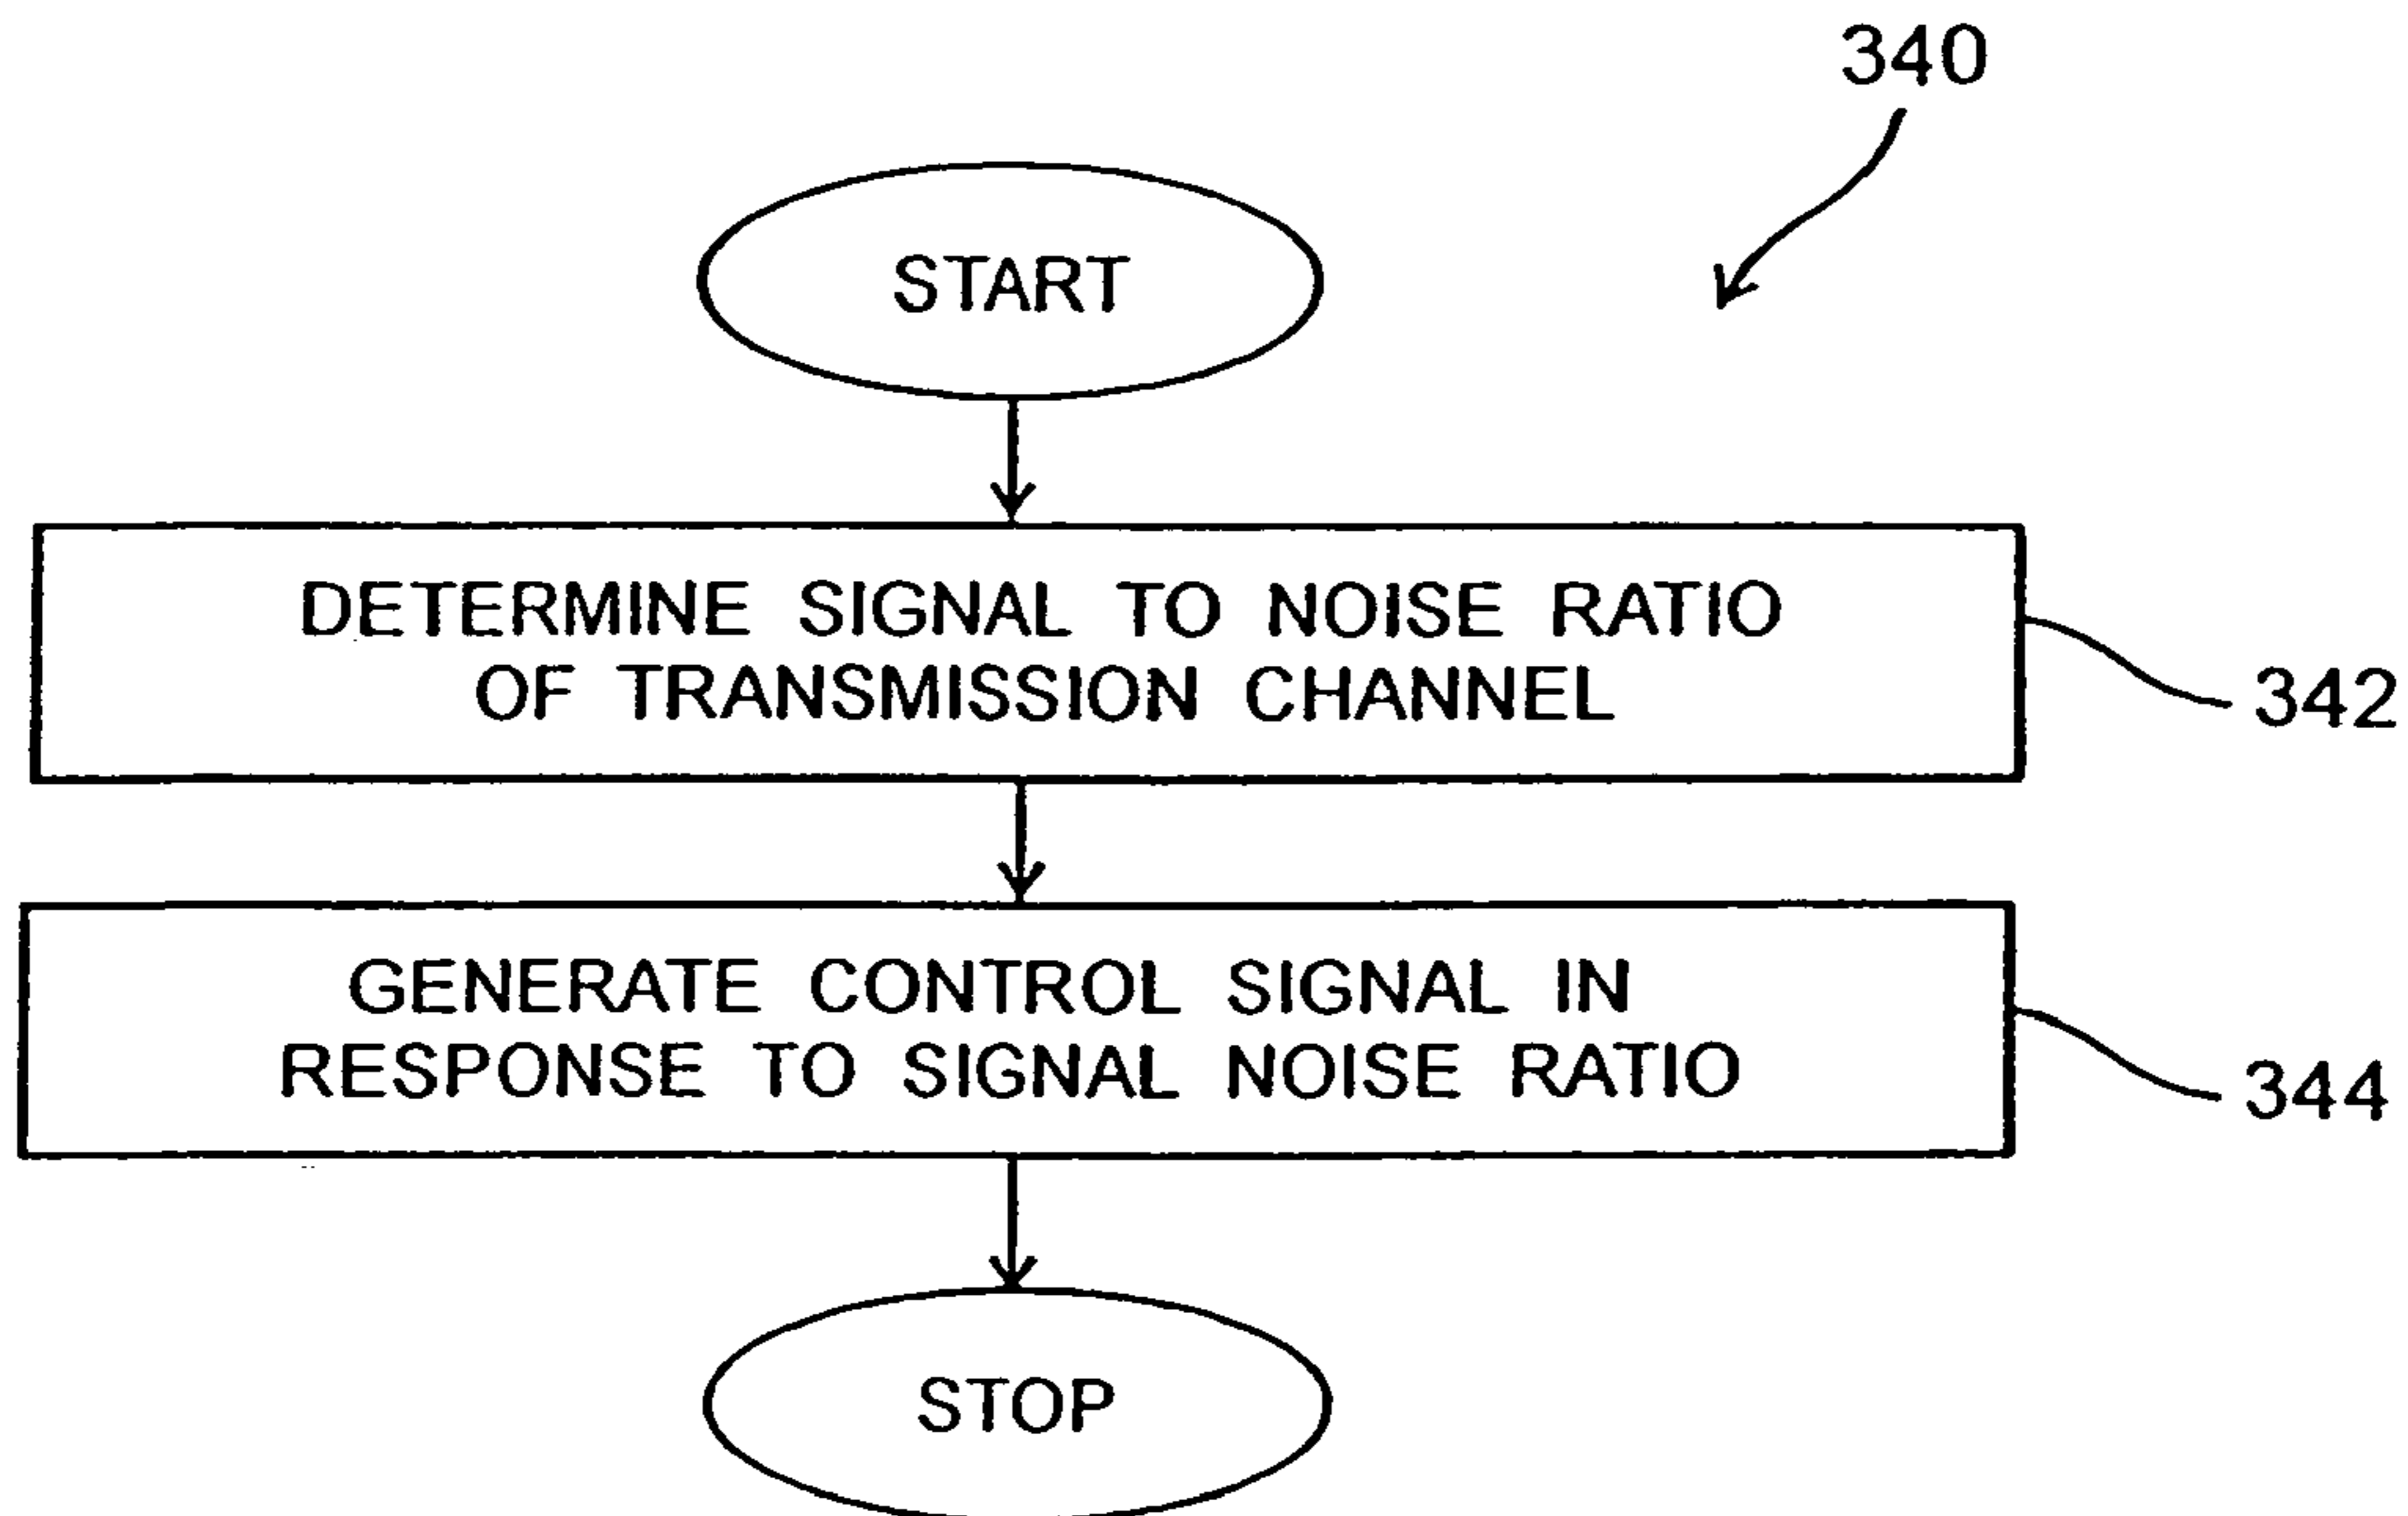 340
START
DETERMINE SIGNAL TO NOISE RATIO
OF TRANSMISSION CHANNEL
342
GENERATE CONTROL SIGNAL IN
RESPONSE TO SIGNAL NOISE RATIO
344
STOP